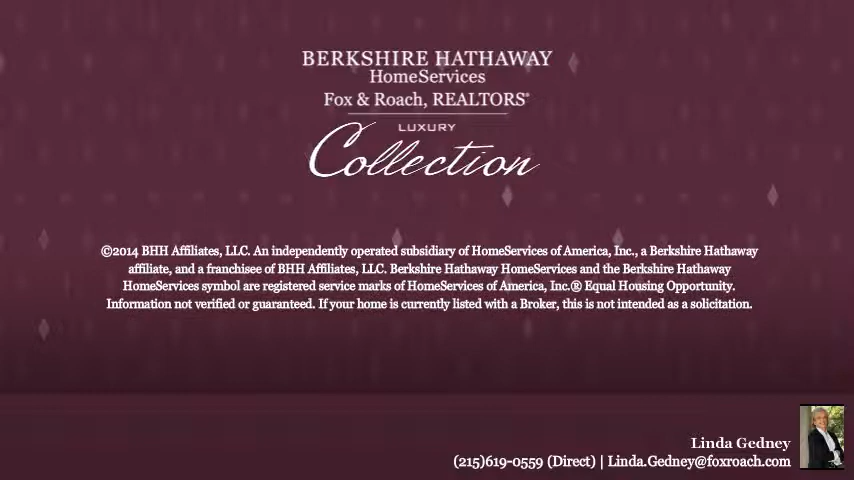 BERKSHIRE HATHAWAY
HomeServices
Fox & Roach, REALTORS®
LUXURY
Collection
©2014 BHH Affiliates, LLC. An independently operated subsidiary of HomeServices of America, Inc., a Berkshire Hathaway
affiliate, and a franchisee of BHH Affiliates, LLC. Berkshire Hathaway HomeServices and the Berkshire Hathaway
HomeServices symbol are registered service marks of HomeServices of America, Inc.® Equal Housing Opportunity.
Information not verified or guaranteed. If your home is currently listed with a Broker, this is not intended as a solicitation.
Linda Gedney
(215)619-0559 (Direct) | Linda.Gedney@foxroach.com